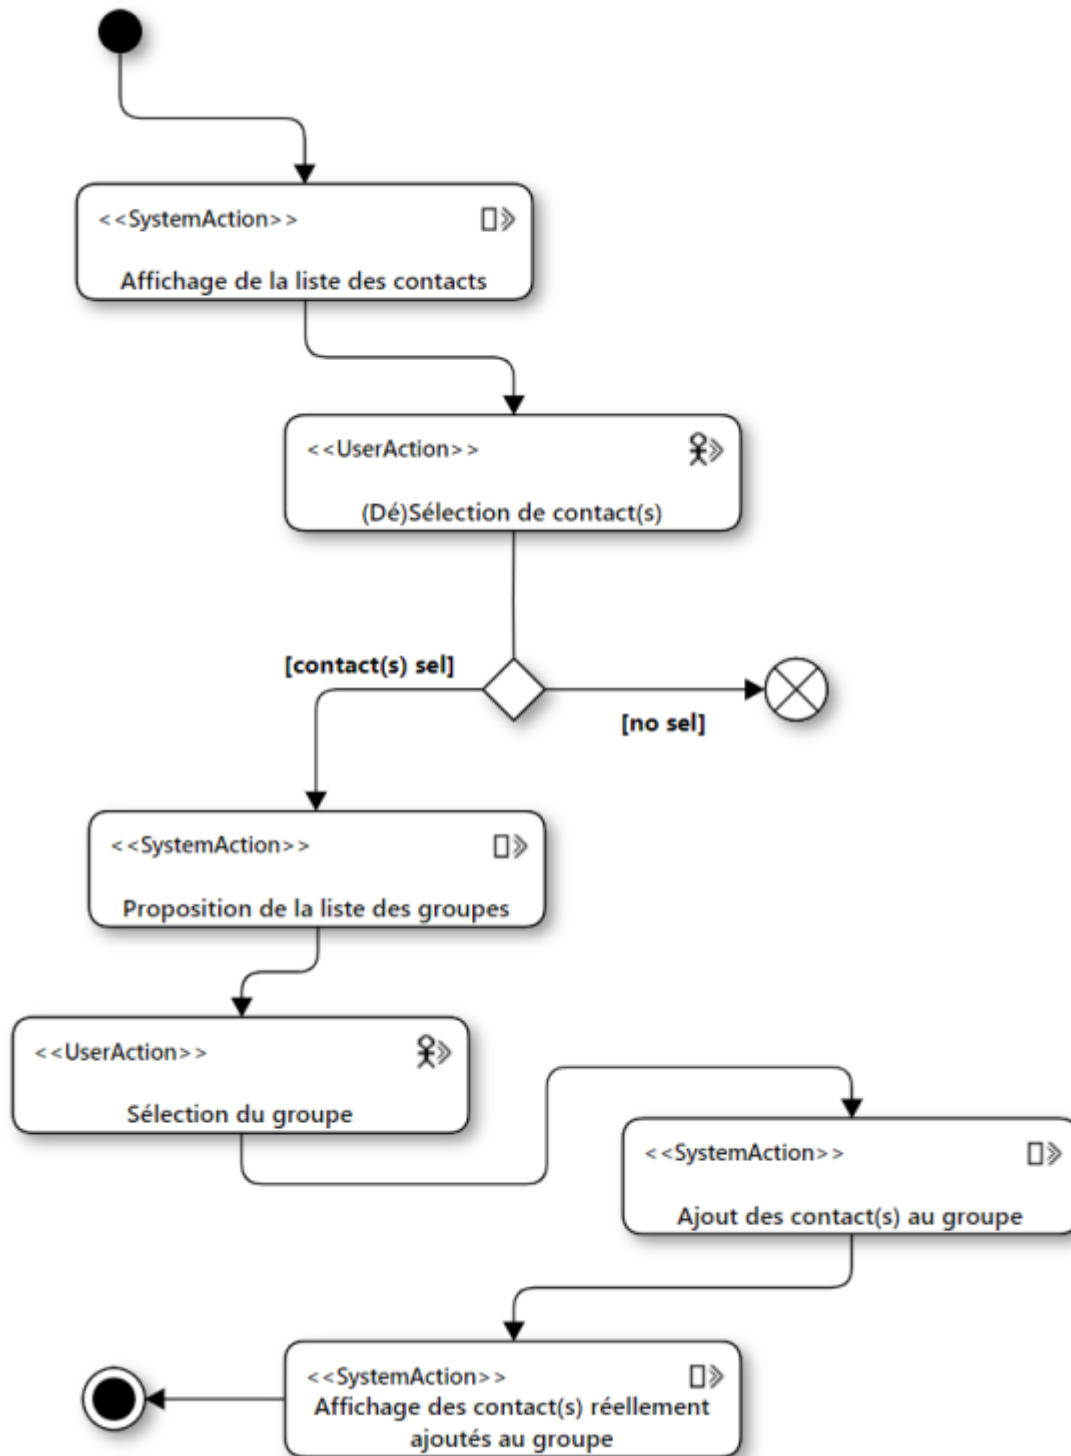 <<SystemAction>>
Affichage de la liste des contacts
<<UserAction>>
(Dé)Sélection de contact(s)
[contact(s) sel]
[no sel]
<<SystemAction>>
Proposition de la liste des groupes
<<UserAction>>
Sélection du groupe
<<SystemAction>>
Ajout des contact(s) au groupe
<<SystemAction>>
Affichage des contact(s) réellement
ajoutés au groupe